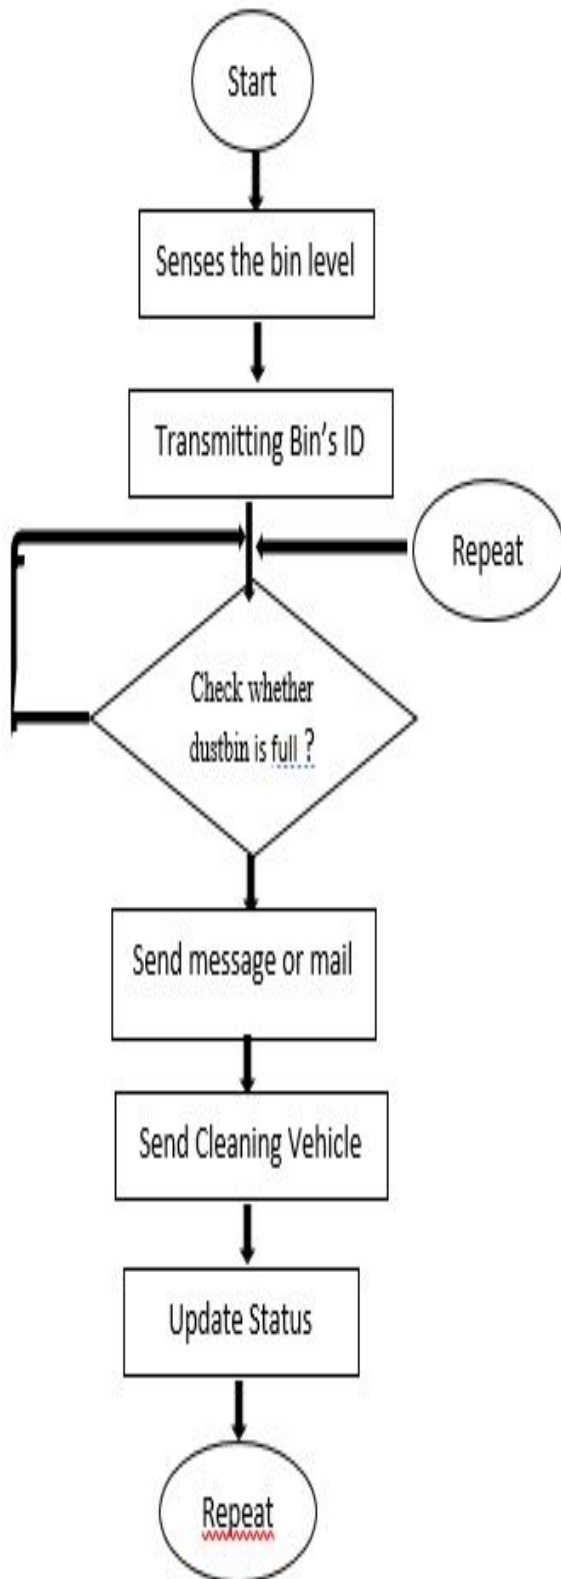 Start
Senses the bin level
Transmitting Bin's ID
Repeat
Check whether
dustbin is full ?
Send message or mail
Send Cleaning Vehicle
Update Status
Repeat